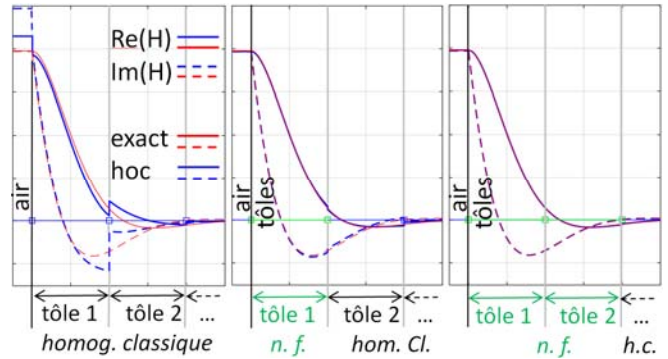 Re(H)
Im(H)
exact
hoc
air
tôle 1
tôle 2
...
homog. classique
air
tôles
tôle 1
tôle 2
...
n. f.
hom. Cl.
air
tôles
tôle 1
tôle 2
...
n. f.
h.c.